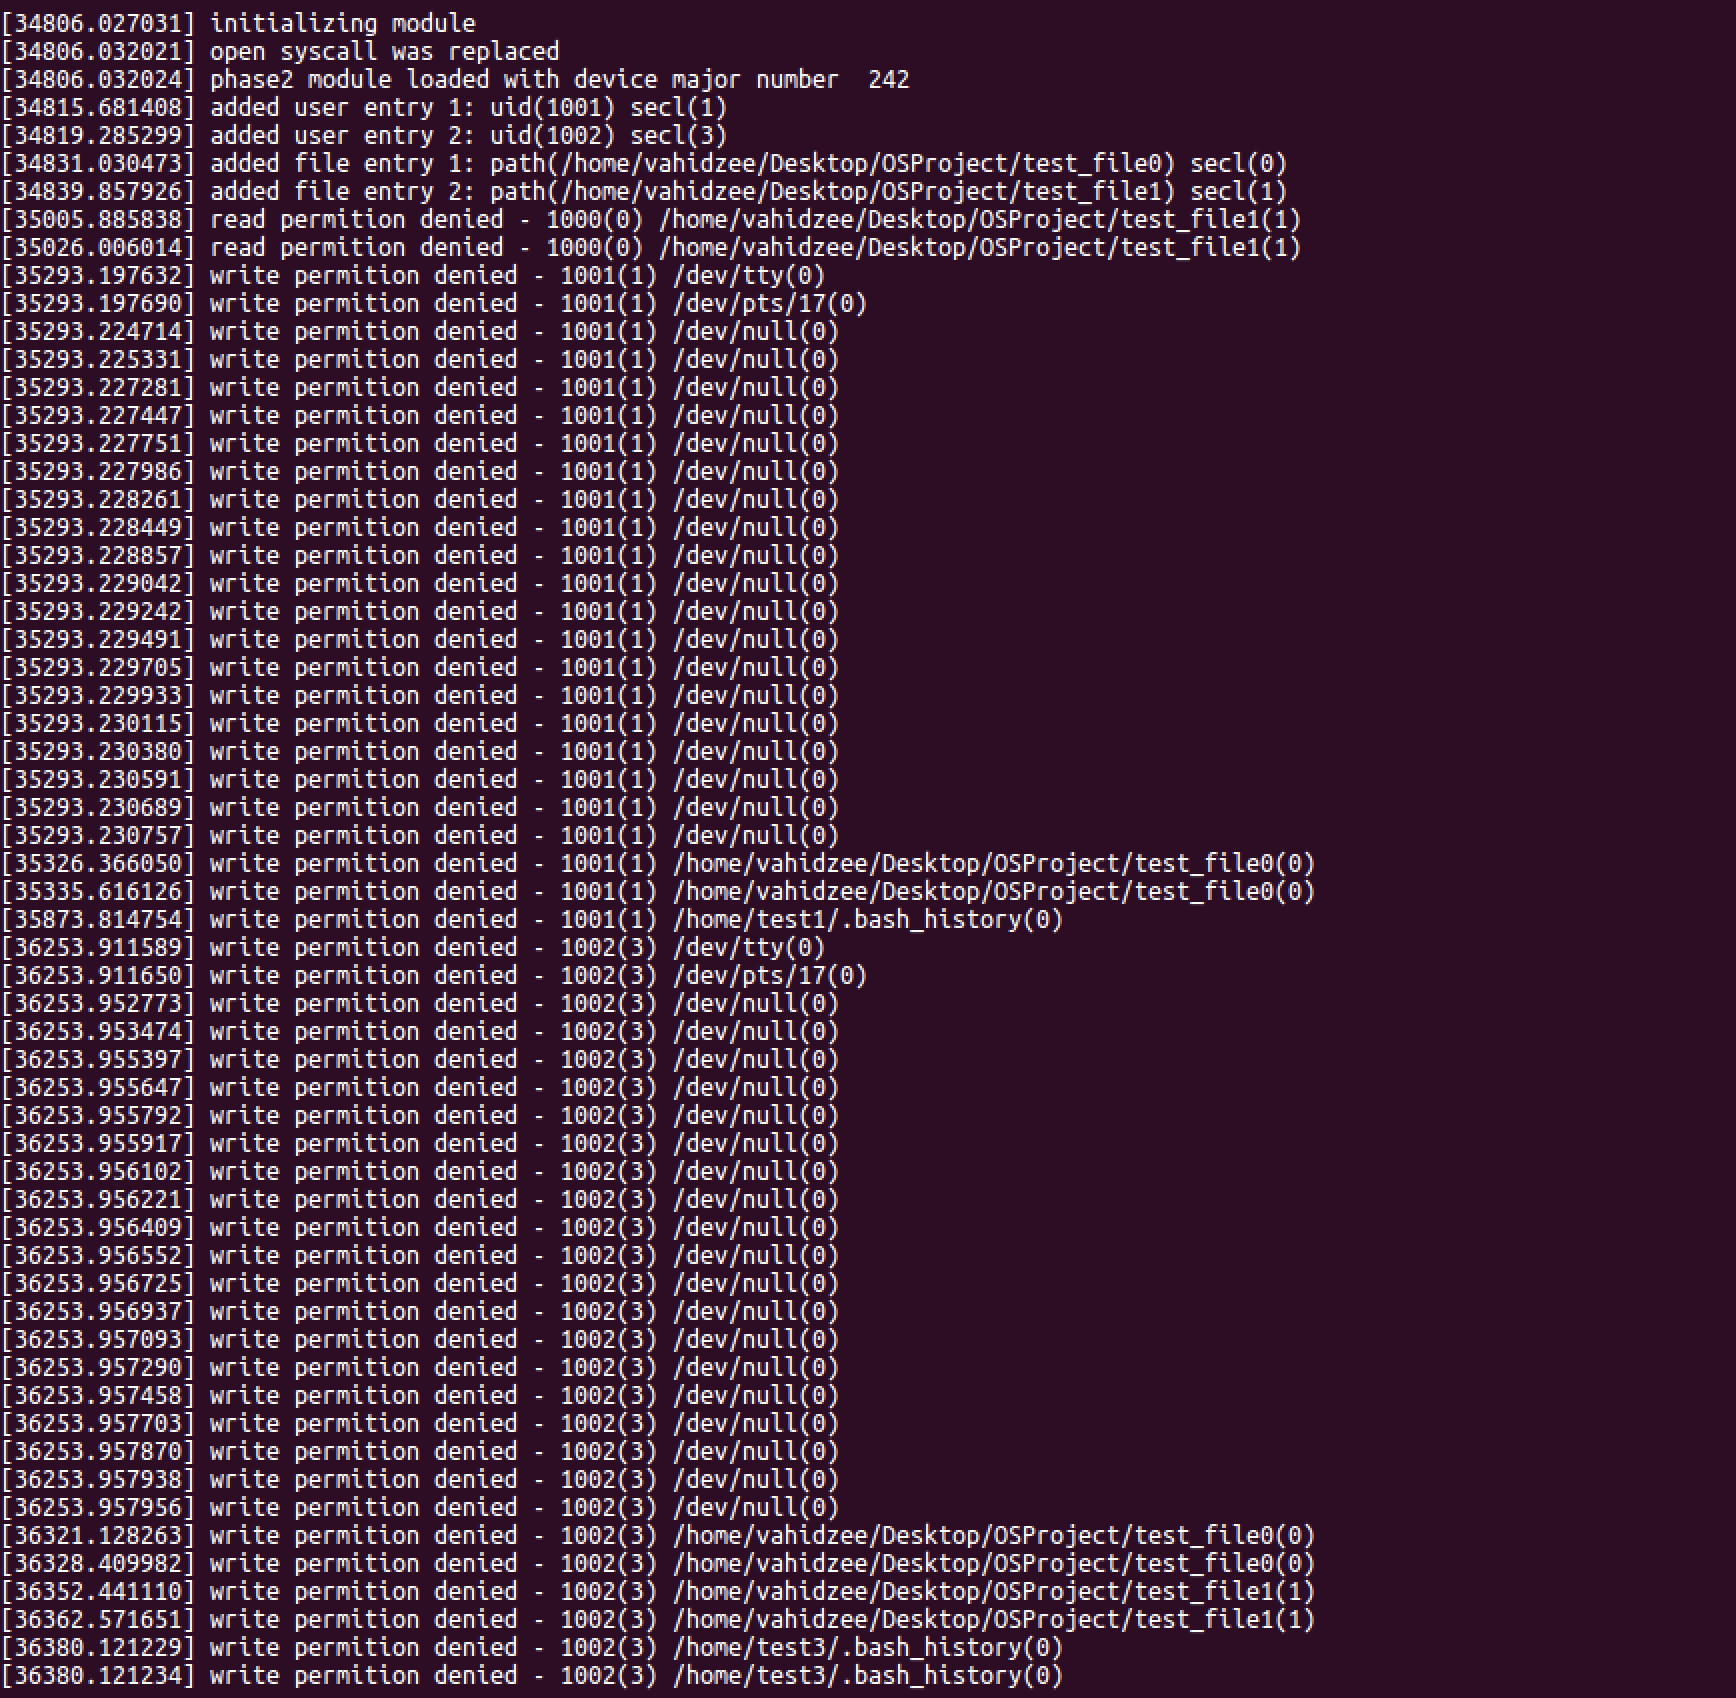 [34806.027031] initializing module
[34806.032021] open syscall was replaced
[34806.032024] phase2 module loaded with device major number  242
[34815.681408] added user entry 1: uid(1001) secl(1)
[34819.285299] added user entry 2: uid(1002) secl(3)
[34831.030473] added file entry 1: path(/home/vahidzee/Desktop/OSProject/test_file0) secl(0)
[34839.857926] added file entry 2: path(/home/vahidzee/Desktop/OSProject/test_file1) secl(1)
[35005.885838] read permition denied - 1000(0) /home/vahidzee/Desktop/OSProject/test_file1(1)
[35026.006014] read permition denied - 1000(0) /home/vahidzee/Desktop/OSProject/test_file1(1)
[35293.197632] write permition denied - 1001(1) /dev/tty(0)
[35293.197690] write permition denied - 1001(1) /dev/pts/17(0)
[35293.224714] write permition denied - 1001(1) /dev/null(0)
[35293.225331] write permition denied - 1001(1) /dev/null(0)
[35293.227281] write permition denied - 1001(1) /dev/null(0)
[35293.227447] write permition denied - 1001(1) /dev/null(0)
[35293.227751] write permition denied - 1001(1) /dev/null(0)
[35293.227986] write permition denied - 1001(1) /dev/null(0)
[35293.228261] write permition denied - 1001(1) /dev/null(0)
[35293.228449] write permition denied - 1001(1) /dev/null(0)
[35293.228857] write permition denied - 1001(1) /dev/null(0)
[35293.229042] write permition denied - 1001(1) /dev/null(0)
[35293.229242] write permition denied - 1001(1) /dev/null(0)
[35293.229491] write permition denied - 1001(1) /dev/null(0)
[35293.229705] write permition denied - 1001(1) /dev/null(0)
[35293.229933] write permition denied - 1001(1) /dev/null(0)
[35293.230115] write permition denied - 1001(1) /dev/null(0)
[35293.230380] write permition denied - 1001(1) /dev/null(0)
[35293.230591] write permition denied - 1001(1) /dev/null(0)
[35293.230689] write permition denied - 1001(1) /dev/null(0)
[35293.230757] write permition denied - 1001(1) /dev/null(0)
[35326.366050] write permition denied - 1001(1) /home/vahidzee/Desktop/OSProject/test_file0(0)
[35335.616126] write permition denied - 1001(1) /home/vahidzee/Desktop/OSProject/test_file0(0)
[35873.814754] write permition denied - 1001(1) /home/test1/.bash_history(0)
[36253.911589] write permition denied - 1002(3) /dev/tty(0)
[36253.911650] write permition denied - 1002(3) /dev/pts/17(0)
[36253.952773] write permition denied - 1002(3) /dev/null(0)
[36253.953474] write permition denied - 1002(3) /dev/null(0)
[36253.955397] write permition denied - 1002(3) /dev/null(0)
[36253.955647] write permition denied - 1002(3) /dev/null(0)
[36253.955792] write permition denied - 1002(3) /dev/null(0)
[36253.955917] write permition denied - 1002(3) /dev/null(0)
[36253.956102] write permition denied - 1002(3) /dev/null(0)
[36253.956221] write permition denied - 1002(3) /dev/null(0)
[36253.956409] write permition denied - 1002(3) /dev/null(0)
[36253.956552] write permition denied - 1002(3) /dev/null(0)
[36253.956725] write permition denied - 1002(3) /dev/null(0)
[36253.956937] write permition denied - 1002(3) /dev/null(0)
[36253.957093] write permition denied - 1002(3) /dev/null(0)
[36253.957290] write permition denied - 1002(3) /dev/null(0)
[36253.957458] write permition denied - 1002(3) /dev/null(0)
[36253.957703] write permition denied - 1002(3) /dev/null(0)
[36253.957870] write permition denied - 1002(3) /dev/null(0)
[36253.957938] write permition denied - 1002(3) /dev/null(0)
[36253.957956] write permition denied - 1002(3) /dev/null(0)
[36321.128263] write permition denied - 1002(3) /home/vahidzee/Desktop/OSProject/test_file0(0)
[36328.409982] write permition denied - 1002(3) /home/vahidzee/Desktop/OSProject/test_file0(0)
[36352.441110] write permition denied - 1002(3) /home/vahidzee/Desktop/OSProject/test_file1(1)
[36362.571651] write permition denied - 1002(3) /home/vahidzee/Desktop/OSProject/test_file1(1)
[36380.121229] write permition denied - 1002(3) /home/test3/.bash_history(0)
[36380.121234] write permition denied - 1002(3) /home/test3/.bash_history(0)